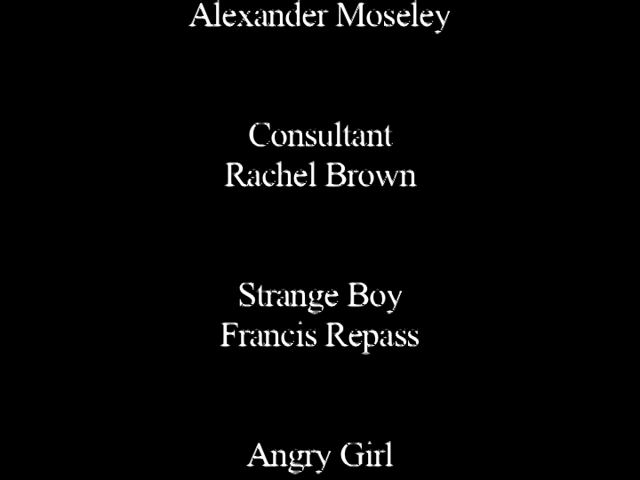 Alexander Moseley
Consultant
Rachel Brown
Strange Boy
Francis Repass
Angry Girl